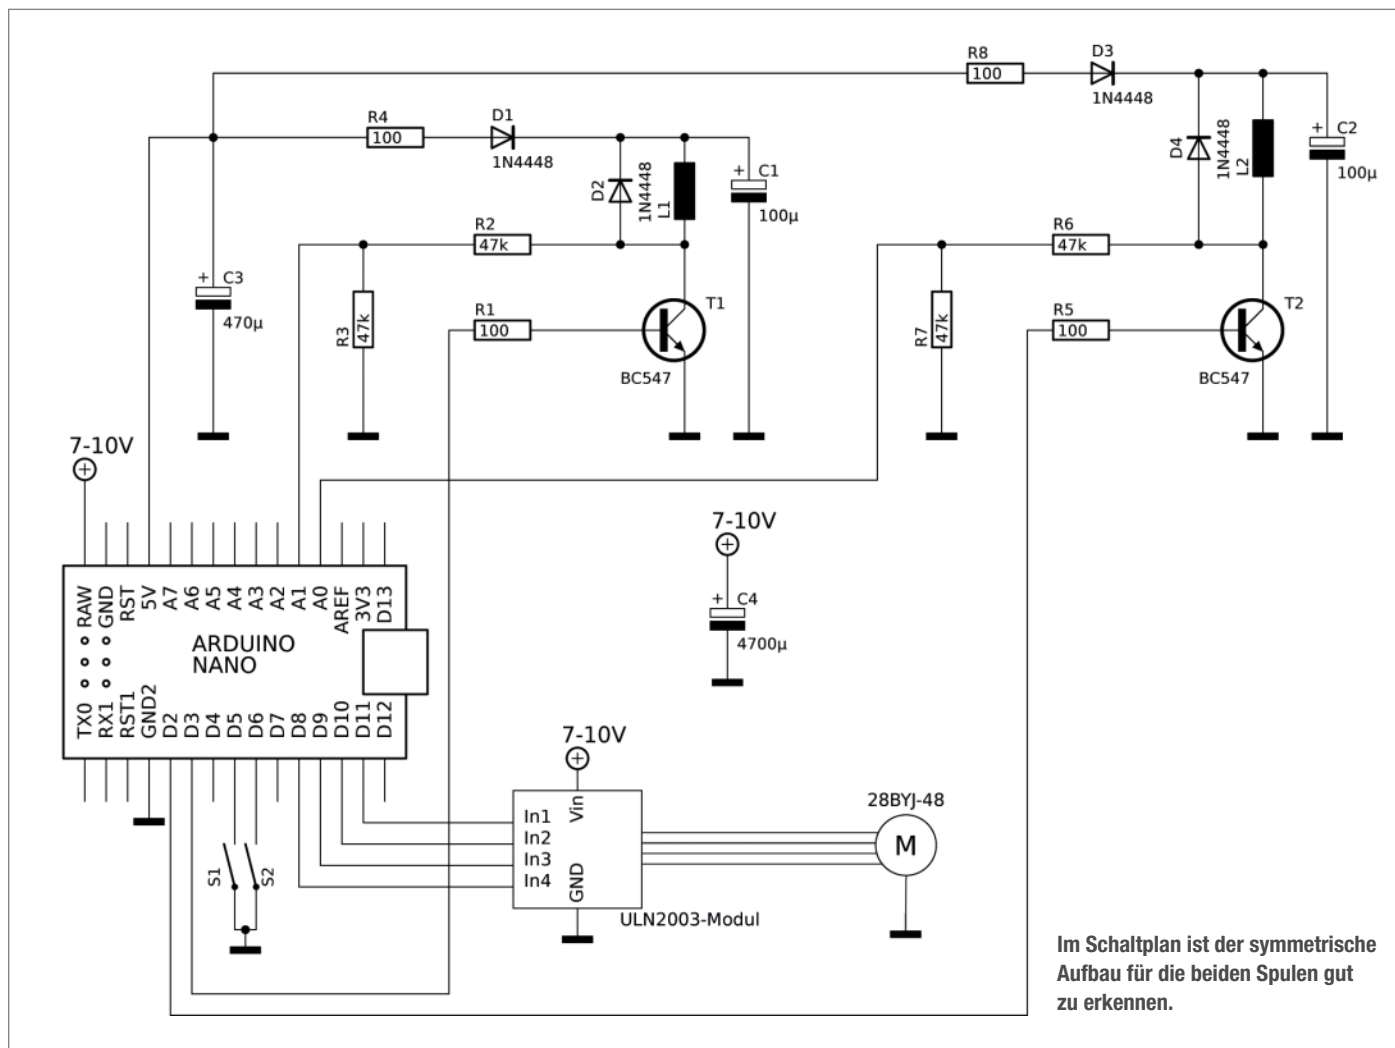 R8
100
D3
1N4448
R4
100
D1
1N4448
D2
1N4448
L1
+ C1
100µ
D4
1N4448
L2
+ C2
100µ
R2
47k
R6
47k
+ C3
470µ
R3
47k
R1
100
T1
BC547
R7
47k
R5
100
T2
BC547
7-10V
RAW
GND
RST
5V
A7
A6
A5
A4
A3
A2
A1
A0
AREF
3V3
D13
ARDUINO
NANO
TX0
RX1
RST1
GND2
D2
D3
D4
D5
D6
D7
D8
D9
D10
D11
D12
7-10V
+ C4
4700µ
S1
S2
7-10V
Vin
In1
In2
In3
In4
GND
ULN2003-Modul
28BYJ-48
M
Im Schaltplan ist der symmetrische
Aufbau für die beiden Spulen gut
zu erkennen.